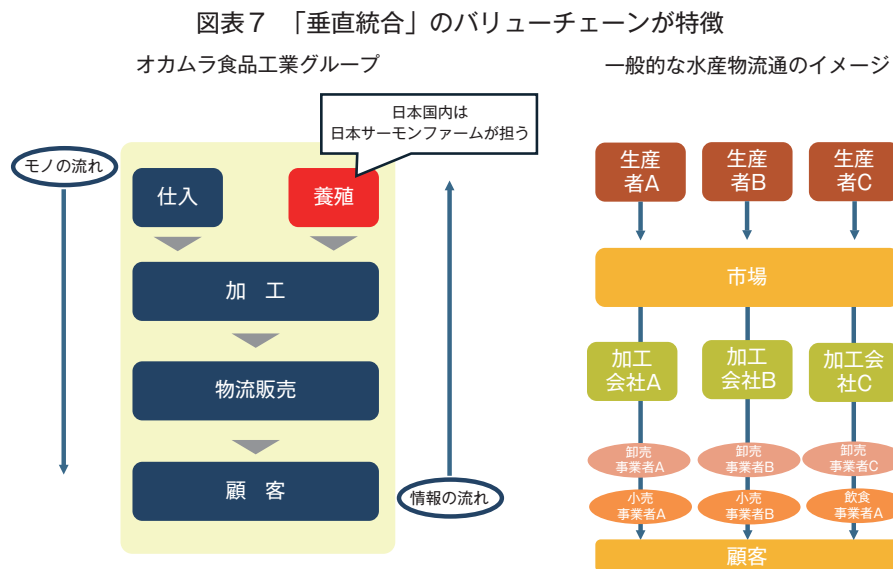 図表7 「垂直統合」のバリューチェーンが特徴
オカムラ食品工業グループ
日本国内は
日本サーモンファームが担う
モノの流れ
仕入
養殖
加 工
物流販売
顧 客
情報の流れ
一般的な水産物流通のイメージ
生産
者A
生産
者B
生産
者C
市場
加工
会社A
加工
会社B
加工会
社C
卸売
事業者A
卸売
事業者B
卸売
事業者C
小売
事業者A
小売
事業者B
飲食
事業者A
顧客